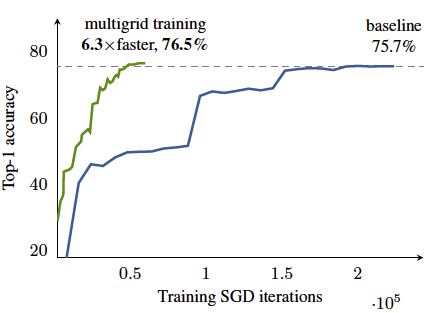 multigrid training
6.3×faster, 76.5%
baseline
75.7%
80
60
40
20
Top-1 accuracy
0.5
1
1.5
2
Training SGD iterations
·10⁵